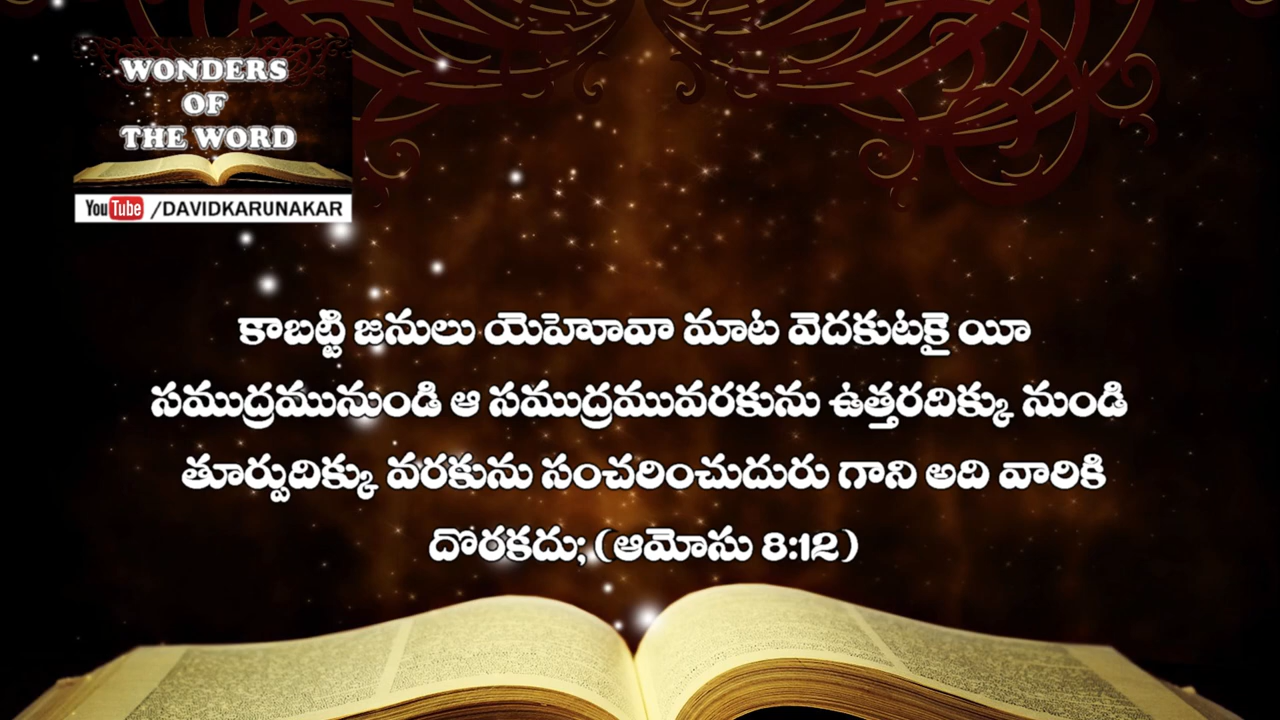 WONDERS
OF
THE WORD
YouTube /DAVIDKARUNAKAR
కాబట్టి జనులు యెహోవా మాట వెదకుటకై యీ
సముద్రమునుండి ఆ సముద్రమువరకును ఉత్తరదిక్కు నుండి
తూర్పుదిక్కు వరకును సంచరించుదురు గాని అది వారికి
దొరకదు; (ఆమోసు 8:12)